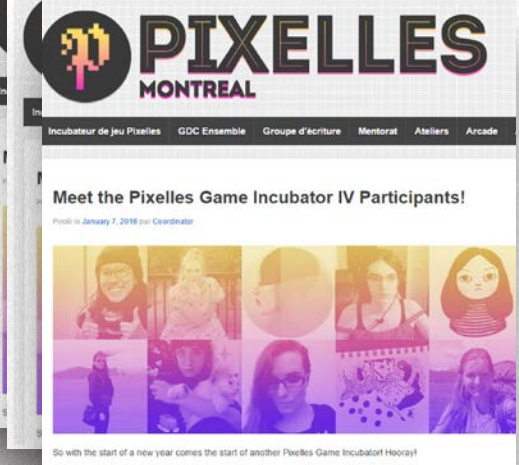 PIXELLES
MONTREAL
Incubateur de jeu Pixelles GDC Ensemble Groupe d'écriture Mentorat Ateliers Arcade
Meet the Pixelles Game Incubator IV Participants!
January 7, 2016 par Coordinator
So with the start of a new year comes the start of another Pixelles Game Incubator! Hooray!